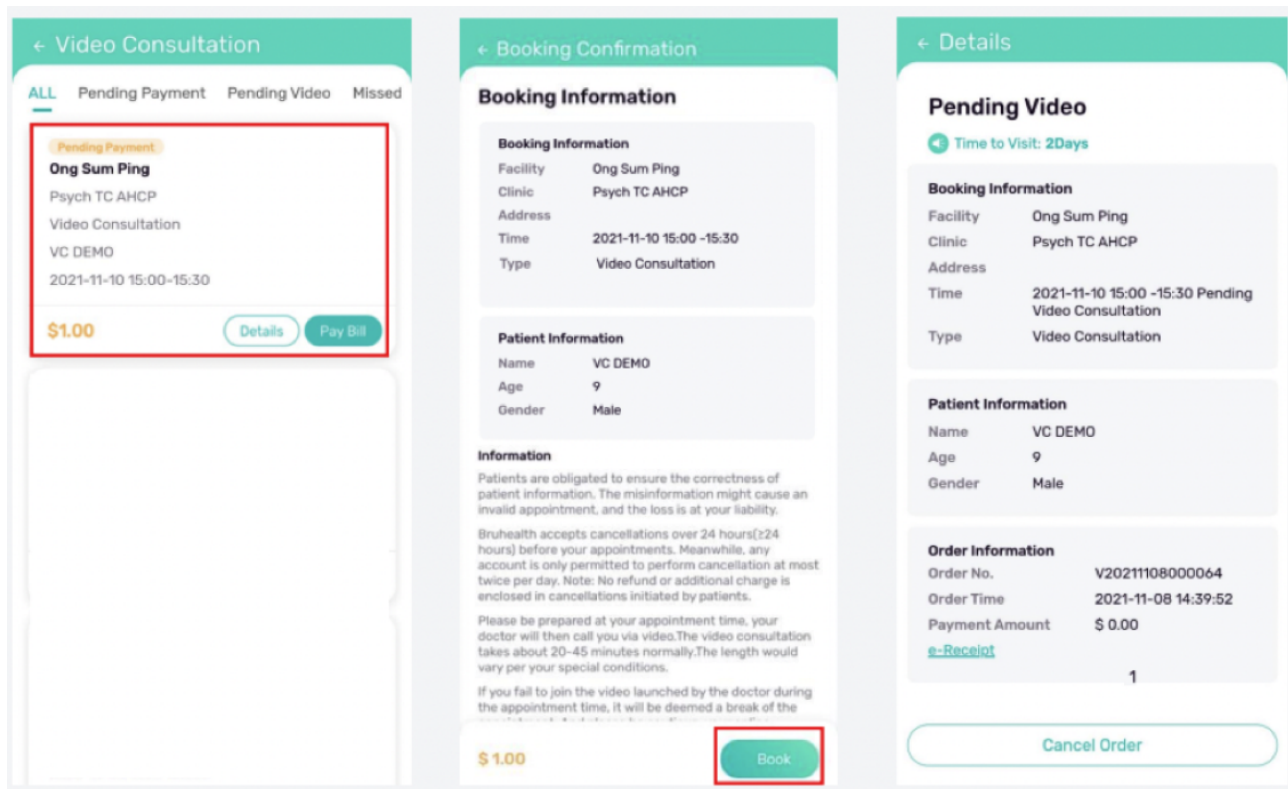 ← Video Consultation
ALL Pending Payment Pending Video Missed
Pending Payment
Ong Sum Ping
Psych TC AHCP
Video Consultation
VC DEMO
2021-11-10 15:00-15:30
$1.00 Details Pay Bill
← Booking Confirmation
Booking Information
Booking Information
Facility Ong Sum Ping
Clinic Psych TC AHCP
Address
Time 2021-11-10 15:00 -15:30
Type Video Consultation
Patient Information
Name VC DEMO
Age 9
Gender Male
Information
Patients are obligated to ensure the correctness of
patient information. The misinformation might cause an
invalid appointment, and the loss is at your liability.
Bruhealth accepts cancellations over 24 hours(≥24
hours) before your appointments. Meanwhile, any
account is only permitted to perform cancellation at most
twice per day. Note: No refund or additional charge is
enclosed in cancellations initiated by patients.
Please be prepared at your appointment time, your
doctor will then call you via video.The video consultation
takes about 20-45 minutes normally.The length would
vary per your special conditions.
If you fail to join the video launched by the doctor during
the appointment time, it will be deemed a break of the
$ 1.00 Book
← Details
Pending Video
Time to Visit: 2Days
Booking Information
Facility Ong Sum Ping
Clinic Psych TC AHCP
Address
Time 2021-11-10 15:00 -15:30 Pending
Video Consultation
Type Video Consultation
Patient Information
Name VC DEMO
Age 9
Gender Male
Order Information
Order No. V20211108000064
Order Time 2021-11-08 14:39:52
Payment Amount $ 0.00
e-Receipt
1
Cancel Order